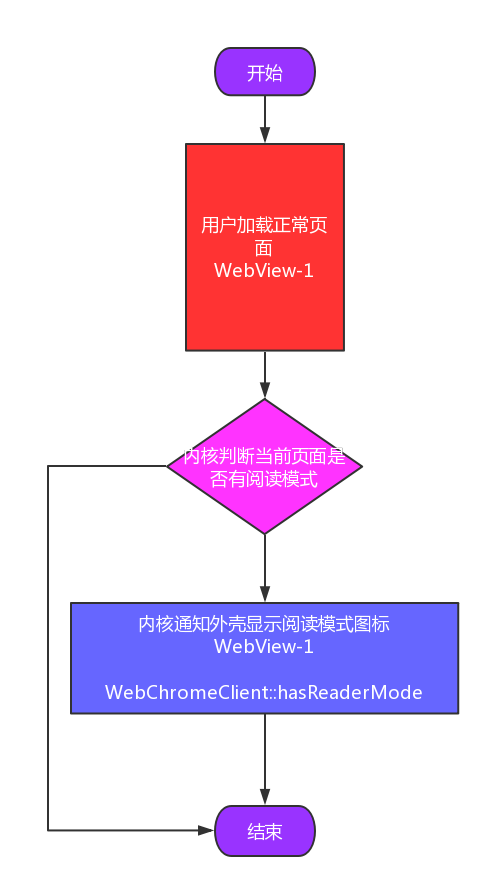 开始
用户加载正常页
面
WebView-1
内核判断当前页面是
否有阅读模式
内核通知外壳显示阅读模式图标
WebView-1
WebChromeClient::hasReaderMode
结束